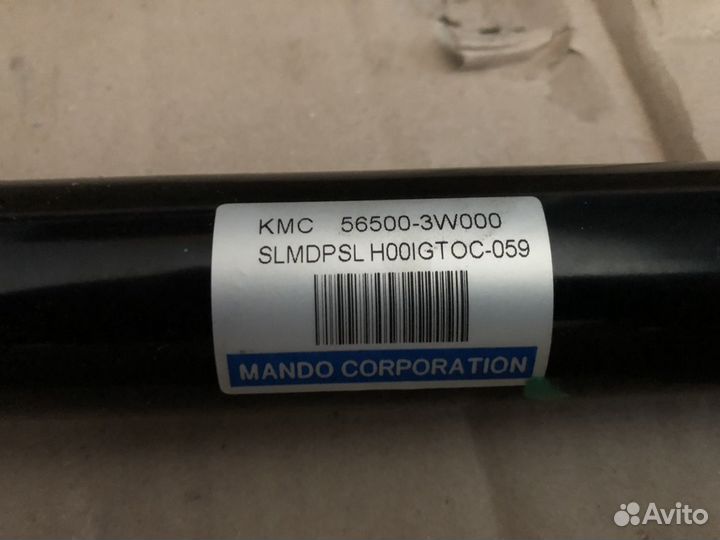 KMC 56500-3W000
SLMDPSL H00IGTOC-059
MANDO CORPORATION
Avito